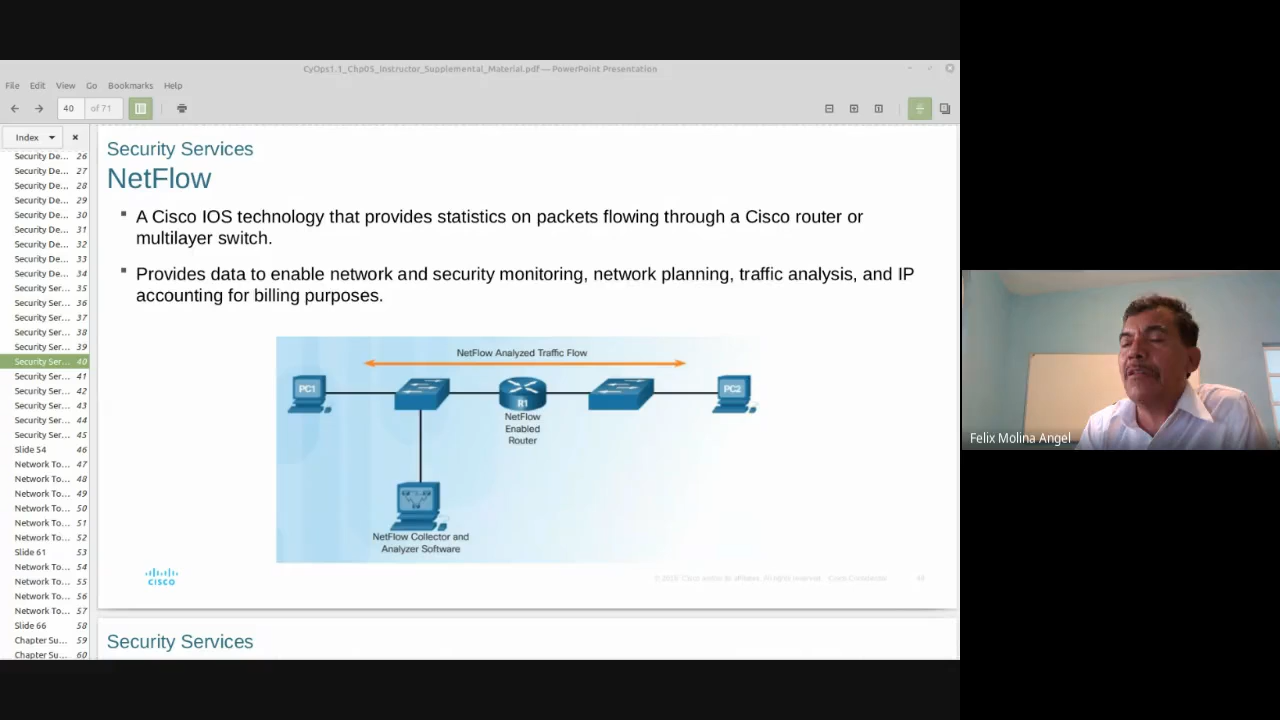 CyOps1.1_Chp05_Instructor_Supplemental_Material.pdf — PowerPoint Presentation
File Edit View Go Bookmarks Help
40 of 71
Index
Security De... 26
Security De... 27
Security De... 28
Security De... 29
Security De... 30
Security De... 31
Security De... 32
Security De... 33
Security De... 34
Security Ser... 35
Security Ser... 36
Security Ser... 37
Security Ser... 38
Security Ser... 39
Security Ser... 40
Security Ser... 41
Security Ser... 42
Security Ser... 43
Security Ser... 44
Security Ser... 45
Slide 54 46
Network To... 47
Network To... 48
Network To... 49
Network To... 50
Network To... 51
Network To... 52
Slide 61 53
Network To... 54
Network To... 55
Network To... 56
Network To... 57
Slide 66 58
Chapter Su... 59
Chapter Su... 60
Security Services
NetFlow
A Cisco IOS technology that provides statistics on packets flowing through a Cisco router or
multilayer switch.
Provides data to enable network and security monitoring, network planning, traffic analysis, and IP
accounting for billing purposes.
NetFlow Analyzed Traffic Flow
PC1
R1
PC2
NetFlow
Enabled
Router
NetFlow Collector and
Analyzer Software
CISCO
Security Services
Felix Molina Angel